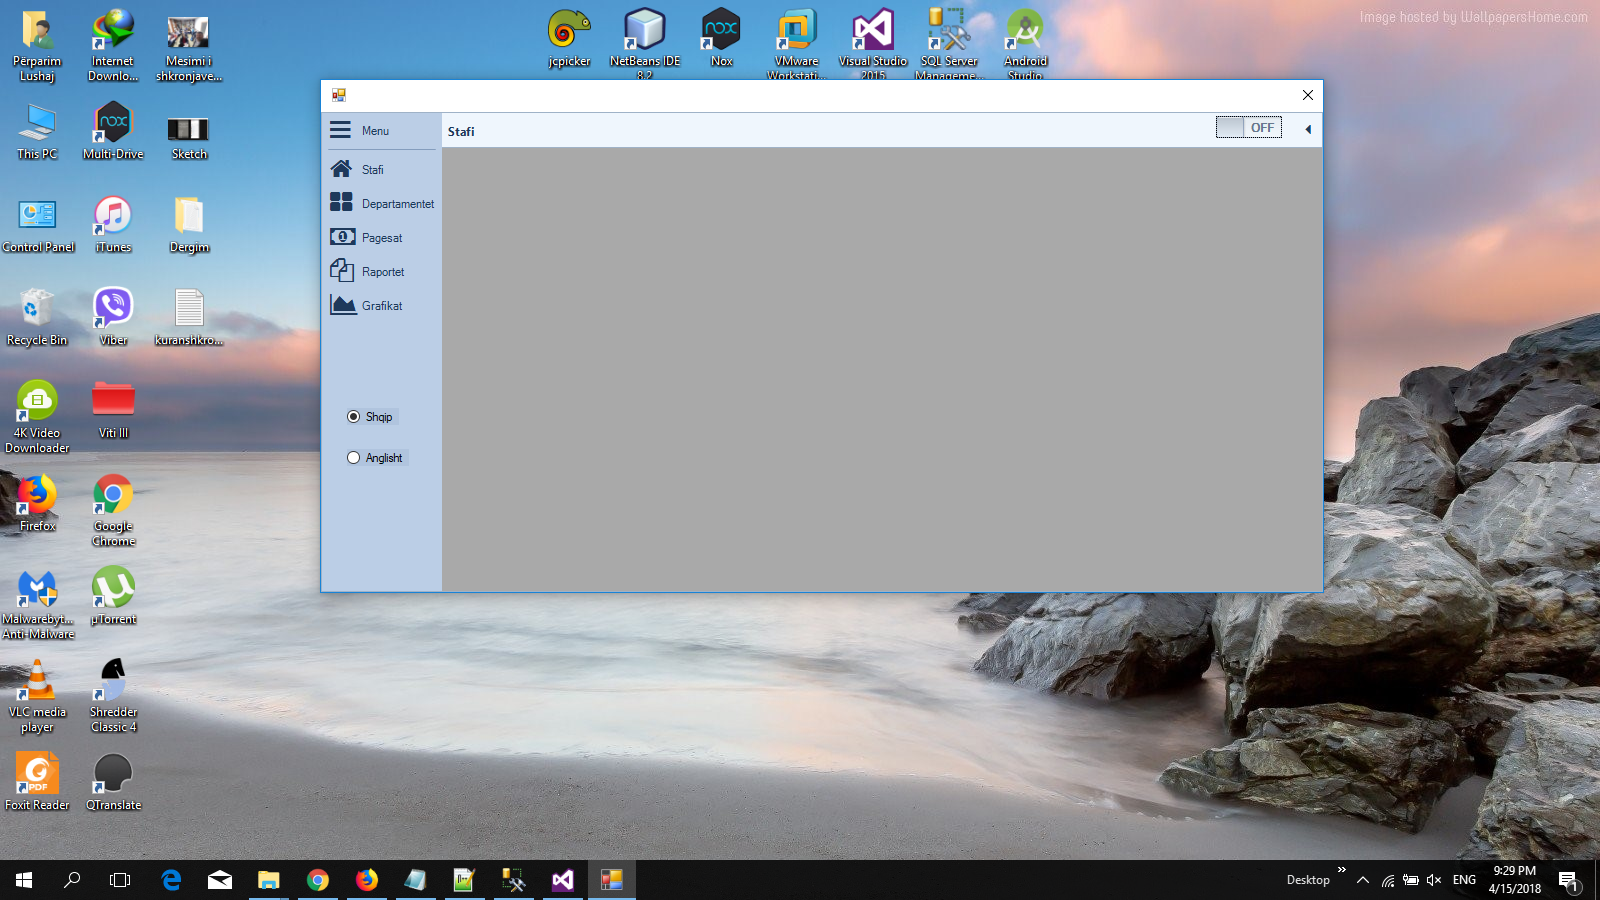 Image hosted by WallpapersHome.com
Përparim
Lushaj
Internet
Downlo...
Mesimi i
shkronjave...
jcpicker
NetBeans IDE
8.2
Nox
VMware
Workstati...
Visual Studio
2015
SQL Server
Manageme...
Android
Studio
This PC
Multi-Drive
Sketch
Control Panel
iTunes
Dergim
Recycle Bin
Viber
kuranshkro...
4K Video
Downloader
Viti III
Firefox
Google
Chrome
Malwarebyt...
Anti-Malware
µTorrent
VLC media
player
Shredder
Classic 4
Foxit Reader
QTranslate
nox
nox
PDF
Menu
Stafi
OFF
Stafi
Departamentet
1
Pagesat
Raportet
Grafikat
Shqip
Anglisht
Desktop
ENG
9:29 PM
4/15/2018
1